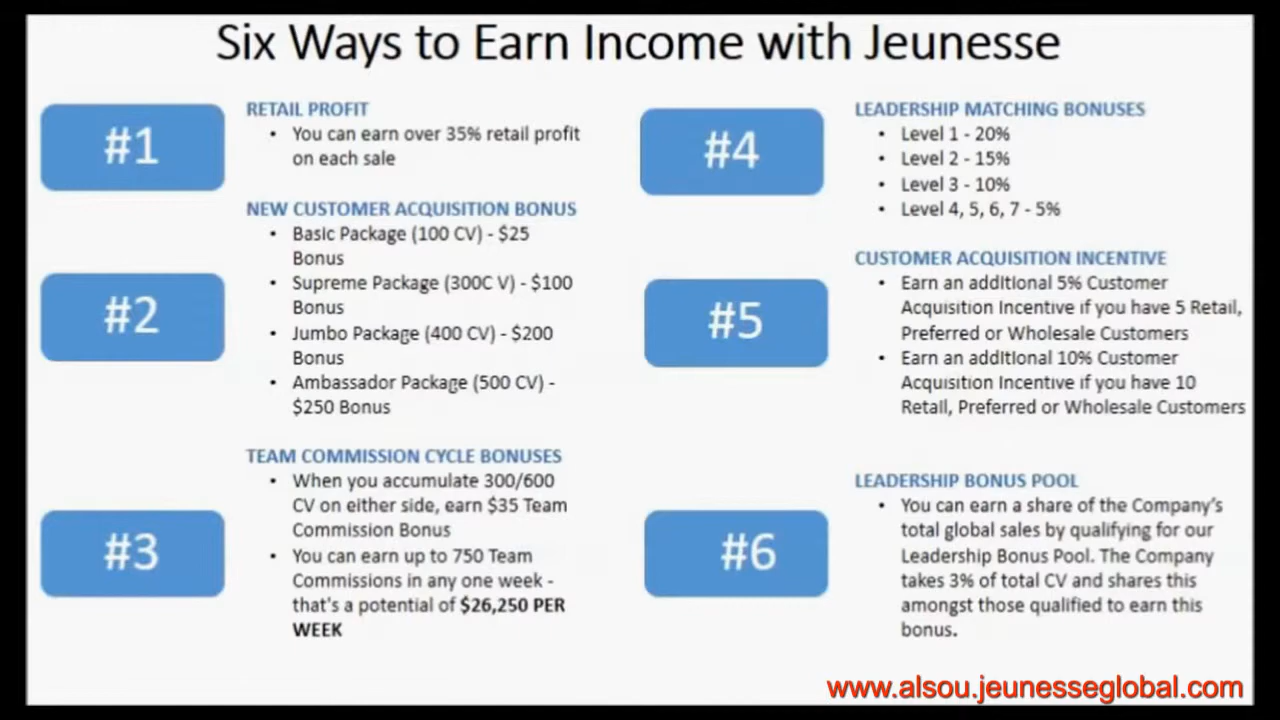 Six Ways to Earn Income with Jeunesse
#1
RETAIL PROFIT
• You can earn over 35% retail profit
on each sale
#2
NEW CUSTOMER ACQUISITION BONUS
• Basic Package (100 CV) - $25
Bonus
• Supreme Package (300C V) - $100
Bonus
• Jumbo Package (400 CV) - $200
Bonus
• Ambassador Package (500 CV) -
$250 Bonus
#3
TEAM COMMISSION CYCLE BONUSES
• When you accumulate 300/600
CV on either side, earn $35 Team
Commission Bonus
• You can earn up to 750 Team
Commissions in any one week -
that's a potential of $26,250 PER
WEEK
#4
LEADERSHIP MATCHING BONUSES
• Level 1 - 20%
• Level 2 - 15%
• Level 3 - 10%
• Level 4, 5, 6, 7 - 5%
#5
CUSTOMER ACQUISITION INCENTIVE
• Earn an additional 5% Customer
Acquisition Incentive if you have 5 Retail,
Preferred or Wholesale Customers
• Earn an additional 10% Customer
Acquisition Incentive if you have 10
Retail, Preferred or Wholesale Customers
#6
LEADERSHIP BONUS POOL
• You can earn a share of the Company's
total global sales by qualifying for our
Leadership Bonus Pool. The Company
takes 3% of total CV and shares this
amongst those qualified to earn this
bonus.
www.alsou.jeunesseglobal.com